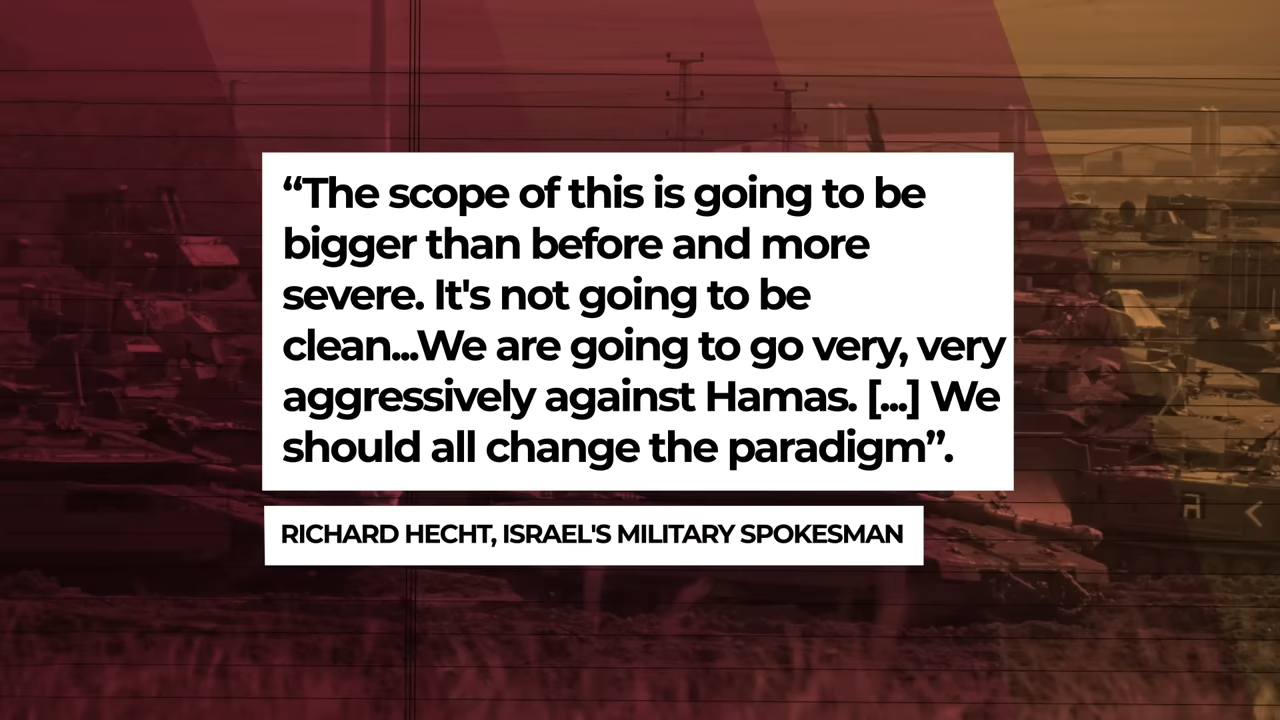 “The scope of this is going to be
bigger than before and more
severe. It's not going to be
clean...We are going to go very, very
aggressively against Hamas. [...] We
should all change the paradigm”.
RICHARD HECHT, ISRAEL'S MILITARY SPOKESMAN